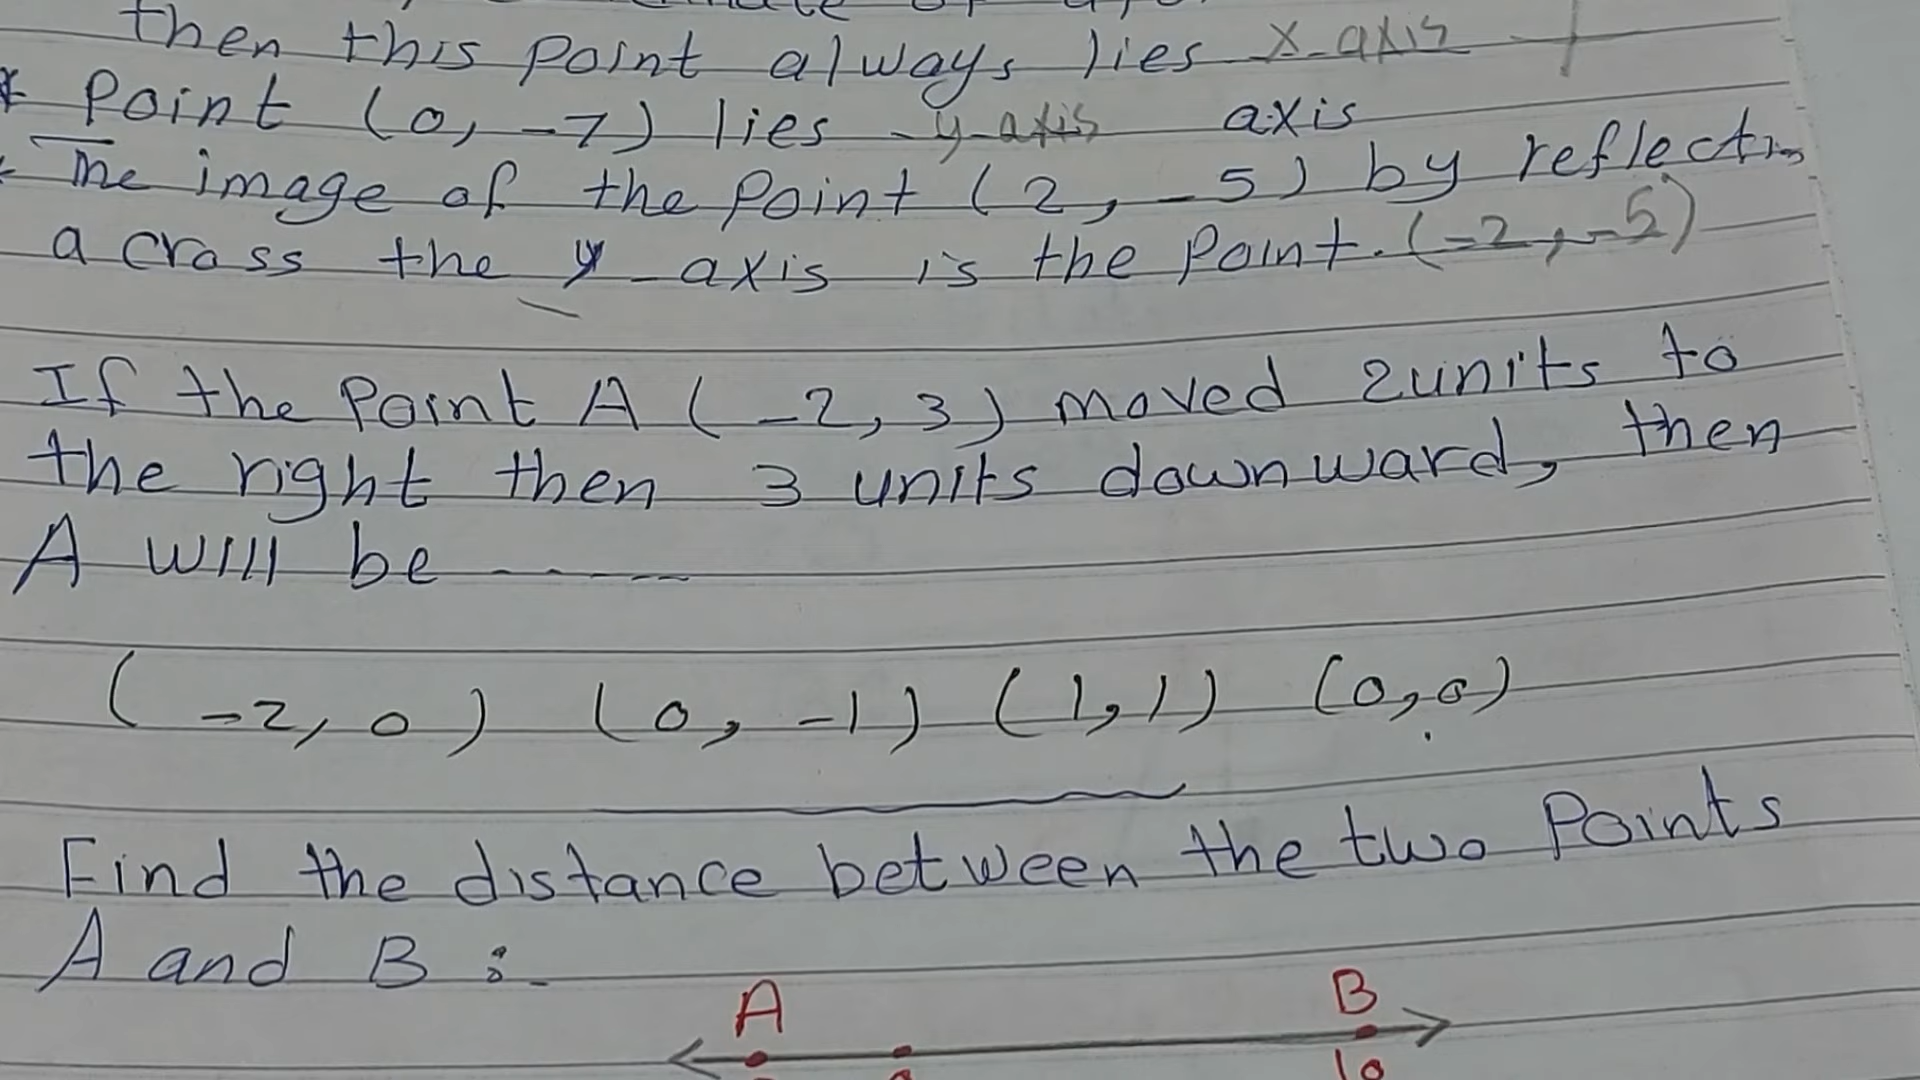 then this point always lies x-axis
* Point (0, -7) lies y-axis axis
The image of the point (2, -5) by
across the y-axis is the point. (-2, -5)
If the point A (-2, 3) moved 2units to
the right then 3 units downward, then
A will be -----
(-2, 0) (0, -1) (1, 1) (0,0)
Find the distance between the two points
A and B :-
A B
10